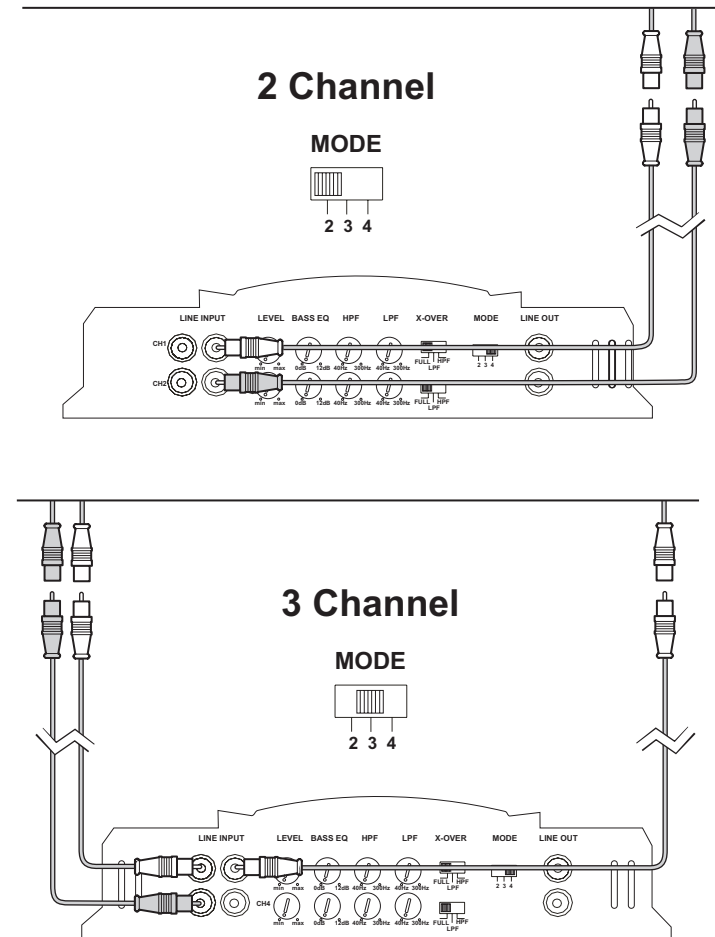 2 Channel
MODE
2 3 4
LINE INPUT LEVEL BASS EQ HPF LPF X-OVER MODE LINE OUT
CH1
min max 0dB 12dB 40Hz 300Hz 40Hz 300Hz FULL HPF
LPF
2 3 4
CH2
min max 0dB 12dB 40Hz 300Hz 40Hz 300Hz FULL HPF
LPF
3 Channel
MODE
2 3 4
LINE INPUT LEVEL BASS EQ HPF LPF X-OVER MODE LINE OUT
min max 0dB 12dB 40Hz 300Hz 40Hz 300Hz FULL HPF
LPF
2 3 4
CH4
min max 0dB 12dB 40Hz 300Hz 40Hz 300Hz FULL HPF
LPF